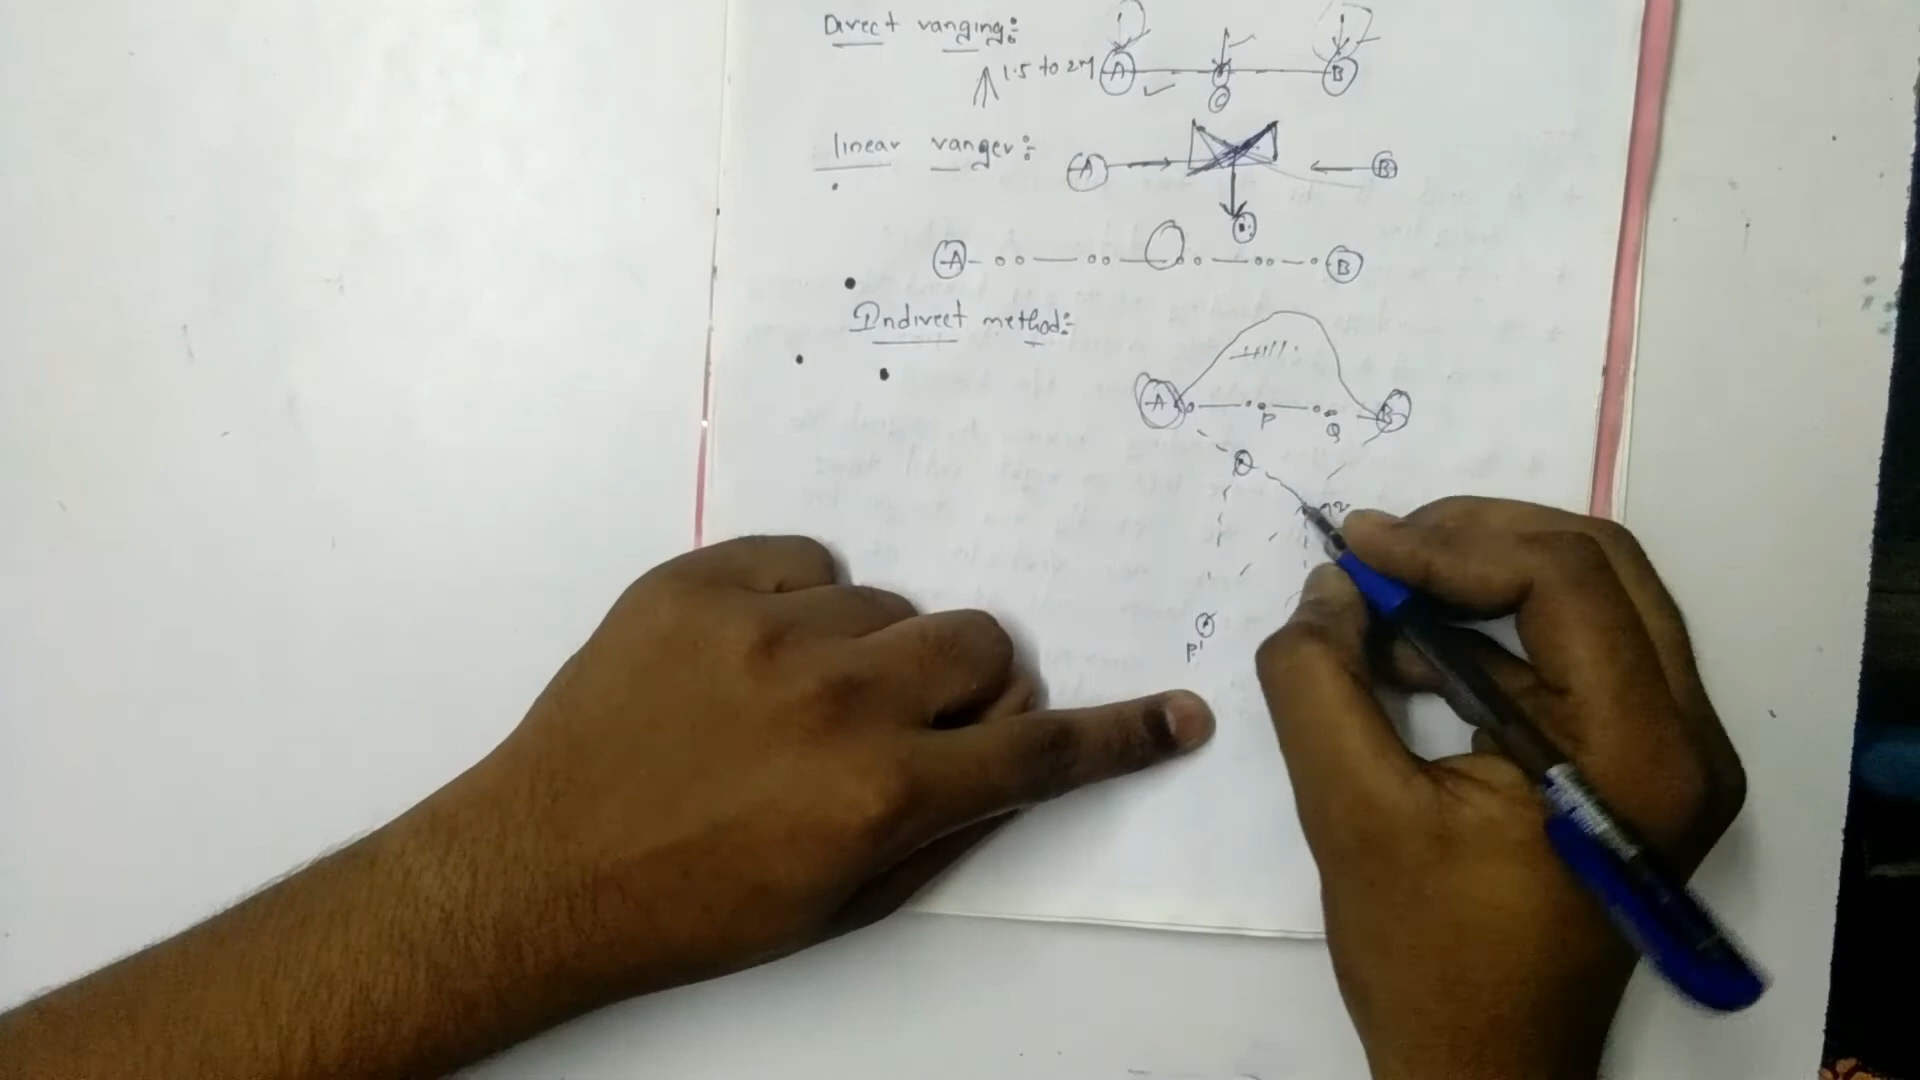 Direct ranging:-
1.5 to 2M A B
C
linear ranger:-
A B
A B
Indirect method:-
Hill
A B
P
Q
P'